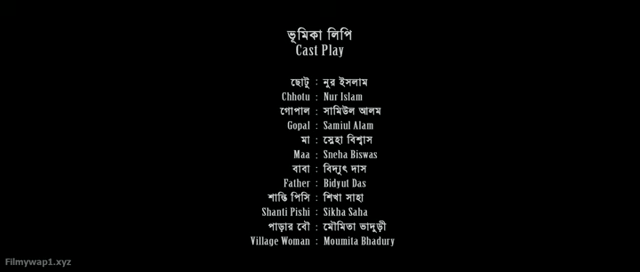 ভূমিকা লিপি
Cast Play
ছোটু : নুর ইসলাম
Chhotu : Nur Islam
গোপাল : সামিউল আলম
Gopal : Samiul Alam
মা : স্নেহা বিশ্বাস
Maa : Sneha Biswas
বাবা : বিদ্যুৎ দাস
Father : Bidyut Das
শান্তি পিসি : শিখা সাহা
Shanti Pishi : Sikha Saha
পাড়ার বৌ : মৌমিতা ভাদুড়ী
Village Woman : Moumita Bhadury
Filmywap1.xyz